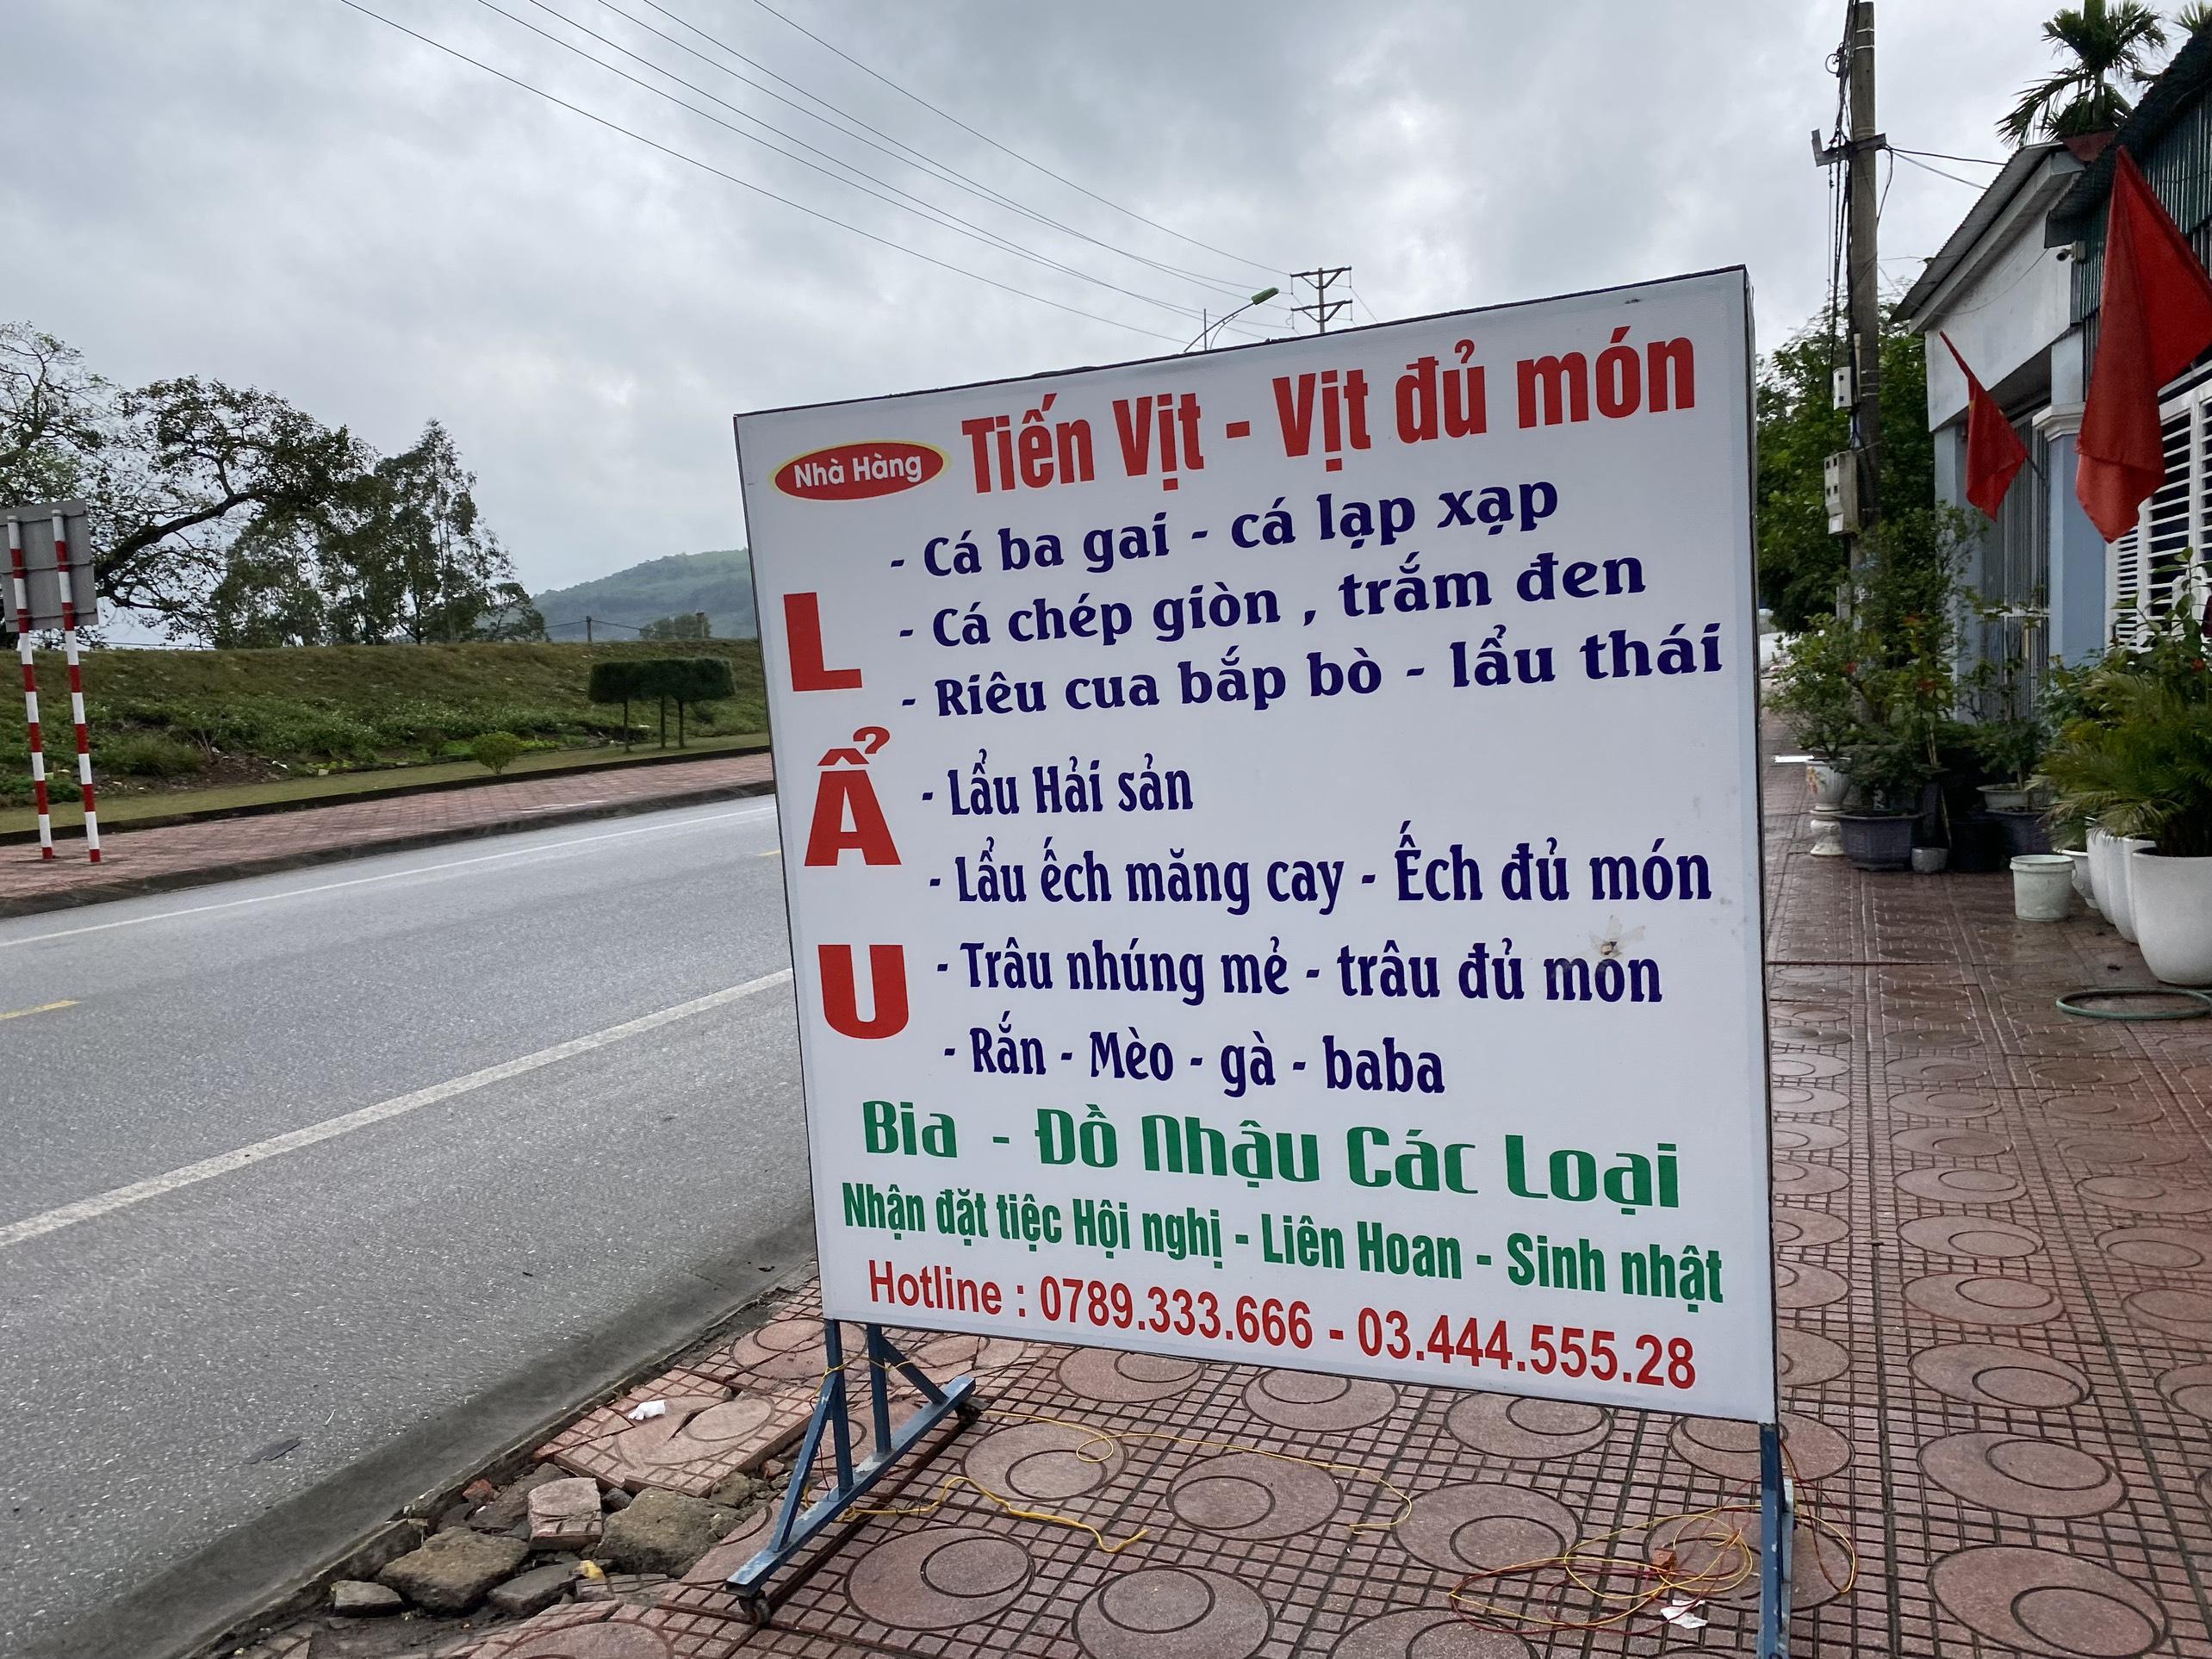 Nhà Hàng Tiến Vịt - Vịt đủ món
LẨU
- Cá ba gai - cá lạp xạp
- Cá chép giòn , trắm đen
- Riêu cua bắp bò - lẩu thái
- Lẩu Hải sản
- Lẩu ếch măng cay - Ếch đủ món
- Trâu nhúng mẻ - trâu đủ món
- Rắn - Mèo - gà - baba
Bia - Đồ Nhậu Các Loại
Nhận đặt tiệc Hội nghị - Liên Hoan - Sinh nhật
Hotline : 0789.333.666 - 03.444.555.28